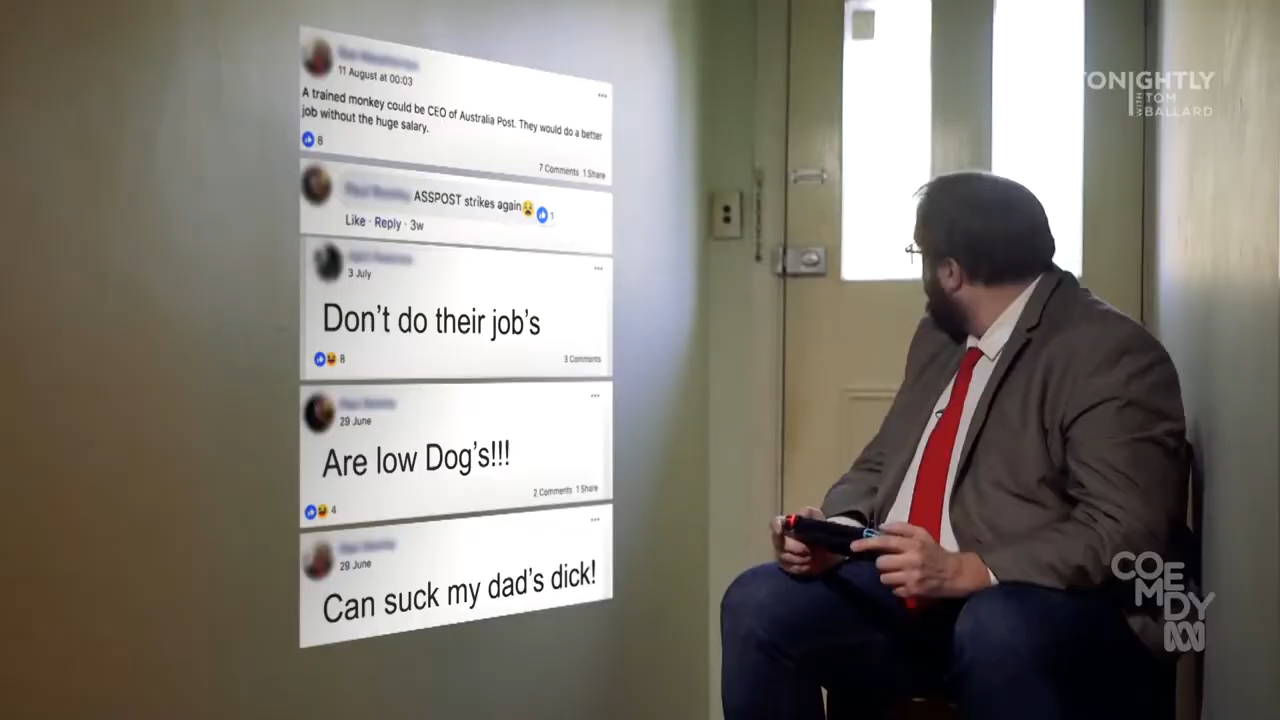 11 August at 00:03
A trained monkey could be CEO of Australia Post. They would do a better
job without the huge salary.
8
7 Comments 1 Share
ASSPOST strikes again
1
Like · Reply · 3w
3 July
Don't do their job's
8
3 Comments
29 June
Are low Dog's!!!
2 Comments 1 Share
4
29 June
Can suck my dad's dick!
TONIGHTLY
WITH TOM
BALLARD
COMEDY